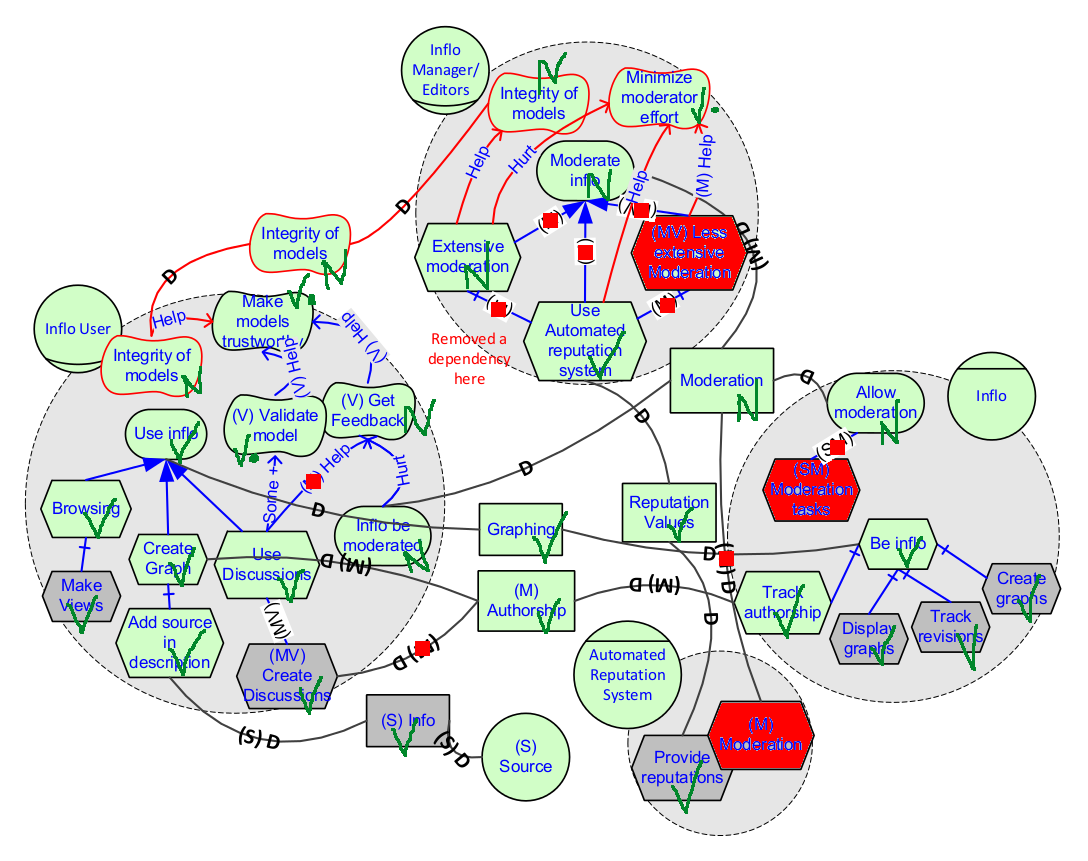 Inflo
Manager/
Editors
Integrity of
models
N
Minimize
moderator
effort
Help
Hurt
Help
(M) Help
Moderate
inflo
N
D
Integrity of
models
N
D
Extensive
moderation
N
(MV) Less
extensive
Moderation
D (M)
Use
Automated
reputation
system
Removed a
dependency
here
Inflo User
Help
Make
models
trustworthy
(V) Help
(V) Help
Integrity of
models
N
Moderation
N
D
D
Allow
moderation
N
Inflo
(V) Validate
model
(V) Get
Feedback
N
Use inflo
D
Some +
Help
Hurt
D
(SM)
Moderation
tasks
Browsing
D
Graphing
Reputation
Values
Inflo be
moderated
N
Be inflo
D
Create
Graph
Use
Discussions
D (M)
D
Make
Views
(M)
Authorship
D (M)
Track
authorship
Create
graphs
Add source
in
description
(MV)
D
D
Display
graphs
Track
revisions
(MV)
Create
Discussions
Automated
Reputation
System
D (S)
(S) Info
D (S)
(S)
Source
Provide
reputations
(M)
Moderation